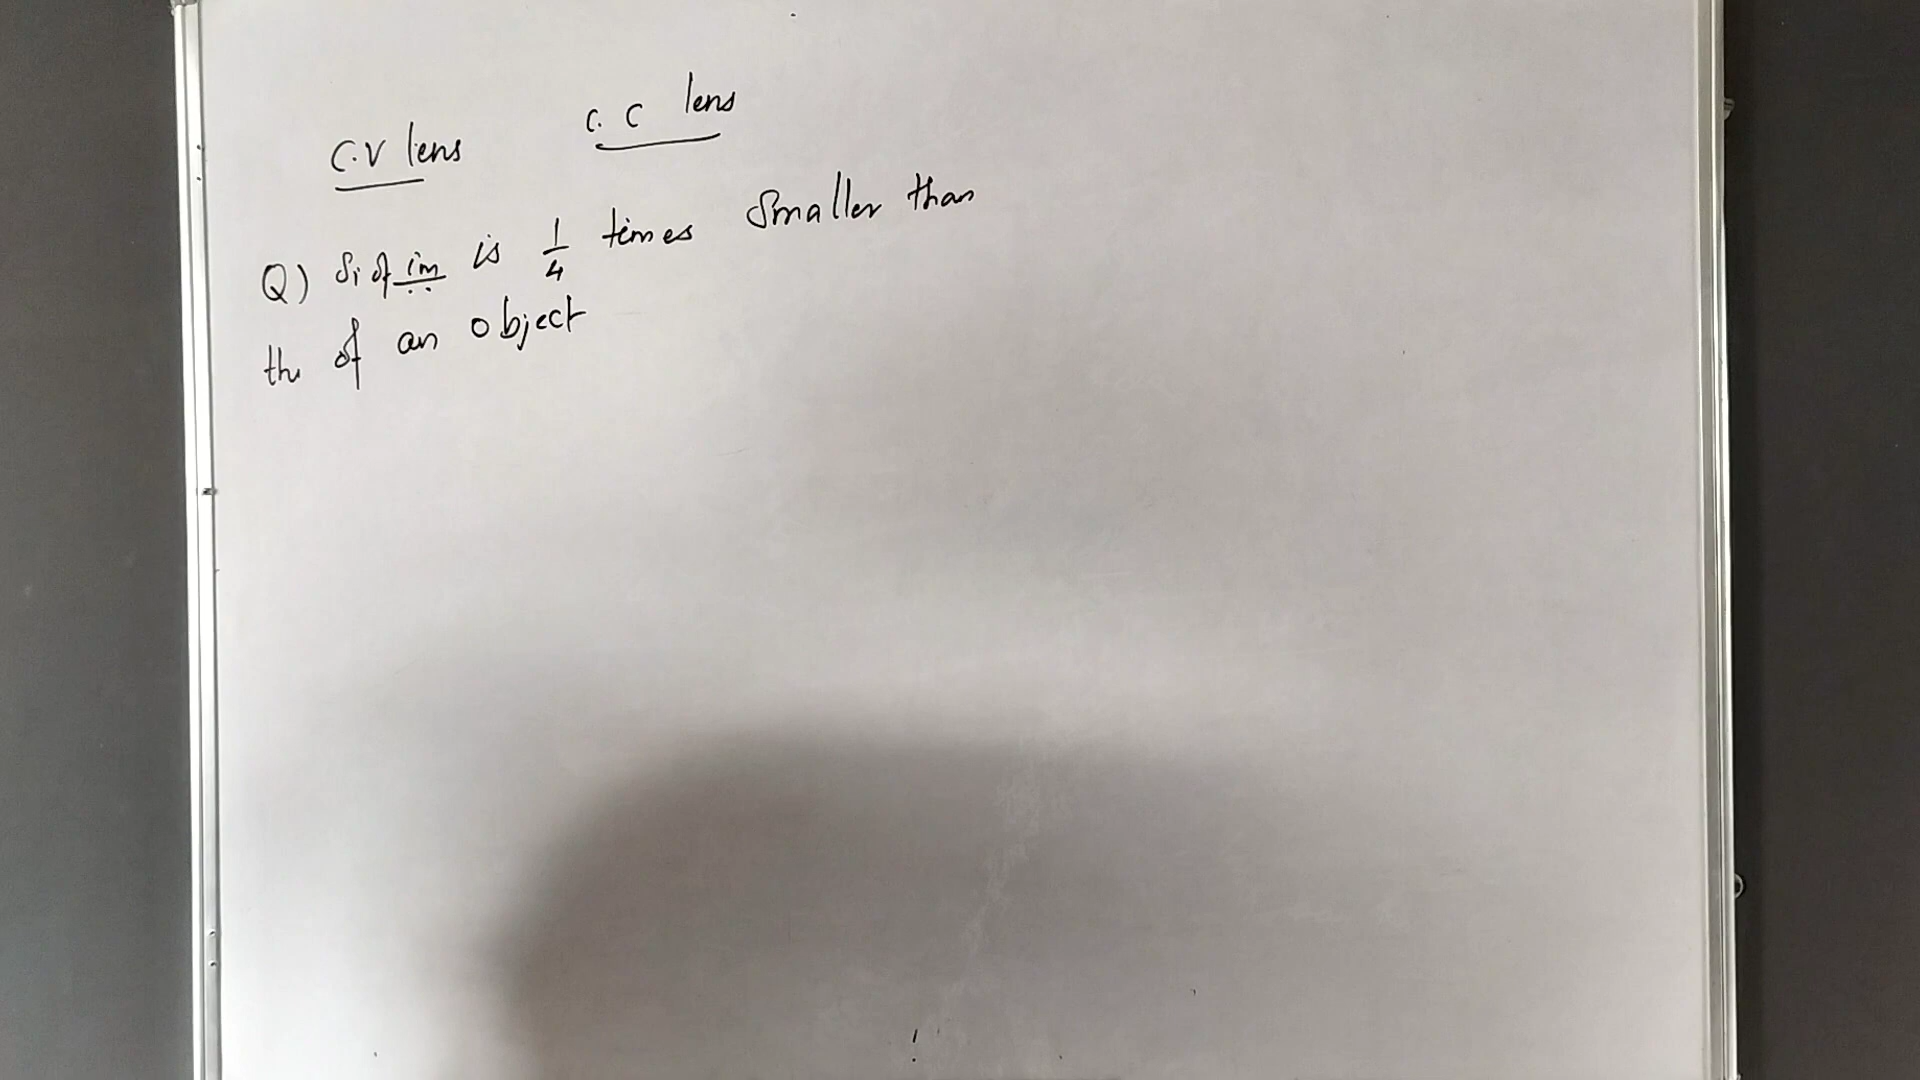 C.V lens C.C lens
Q) Si of im is 1/4 times smaller than
the of an object